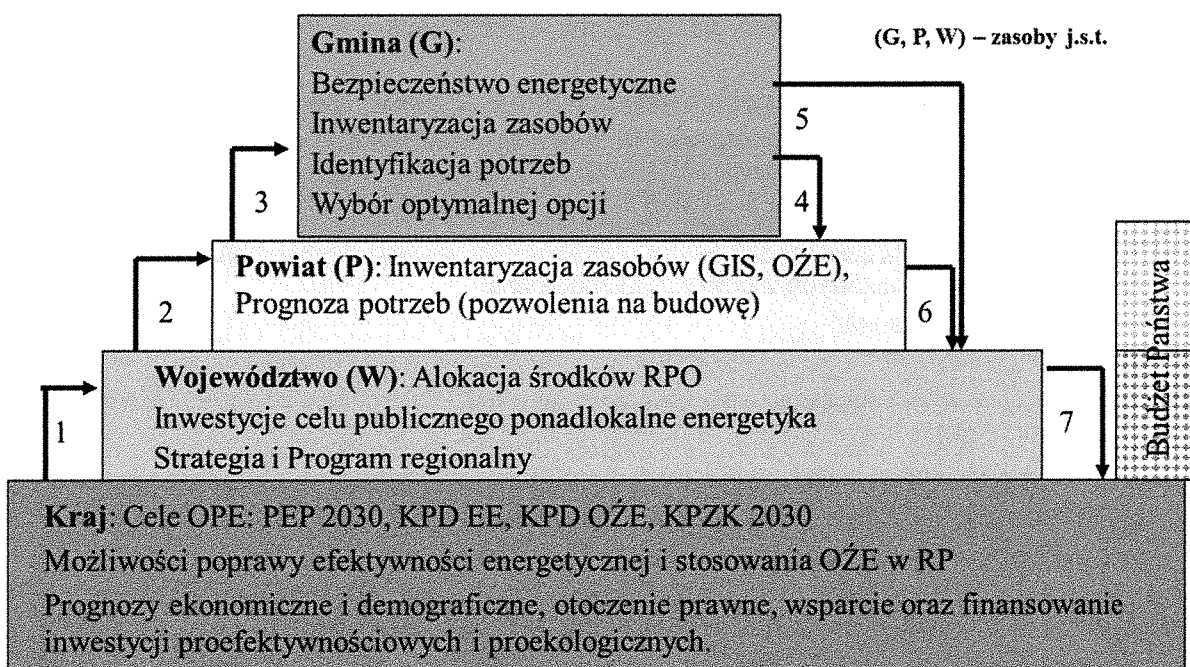 (G, P, W) – zasoby j.s.t.
Gmina (G):
Bezpieczeństwo energetyczne
Inwentaryzacja zasobów
Identyfikacja potrzeb
Wybór optymalnej opcji
5
3
4
Powiat (P): Inwentaryzacja zasobów (GIS, OŹE),
Prognoza potrzeb (pozwolenia na budowę)
2
6
Województwo (W): Alokacja środków RPO
Inwestycje celu publicznego ponadlokalne energetyka
Strategia i Program regionalny
1
7
Budżet Państwa
Kraj: Cele OPE: PEP 2030, KPD EE, KPD OŹE, KPZK 2030
Możliwości poprawy efektywności energetycznej i stosowania OŹE w RP
Prognozy ekonomiczne i demograficzne, otoczenie prawne, wsparcie oraz finansowanie
inwestycji proefektywnościowych i proekologicznych.